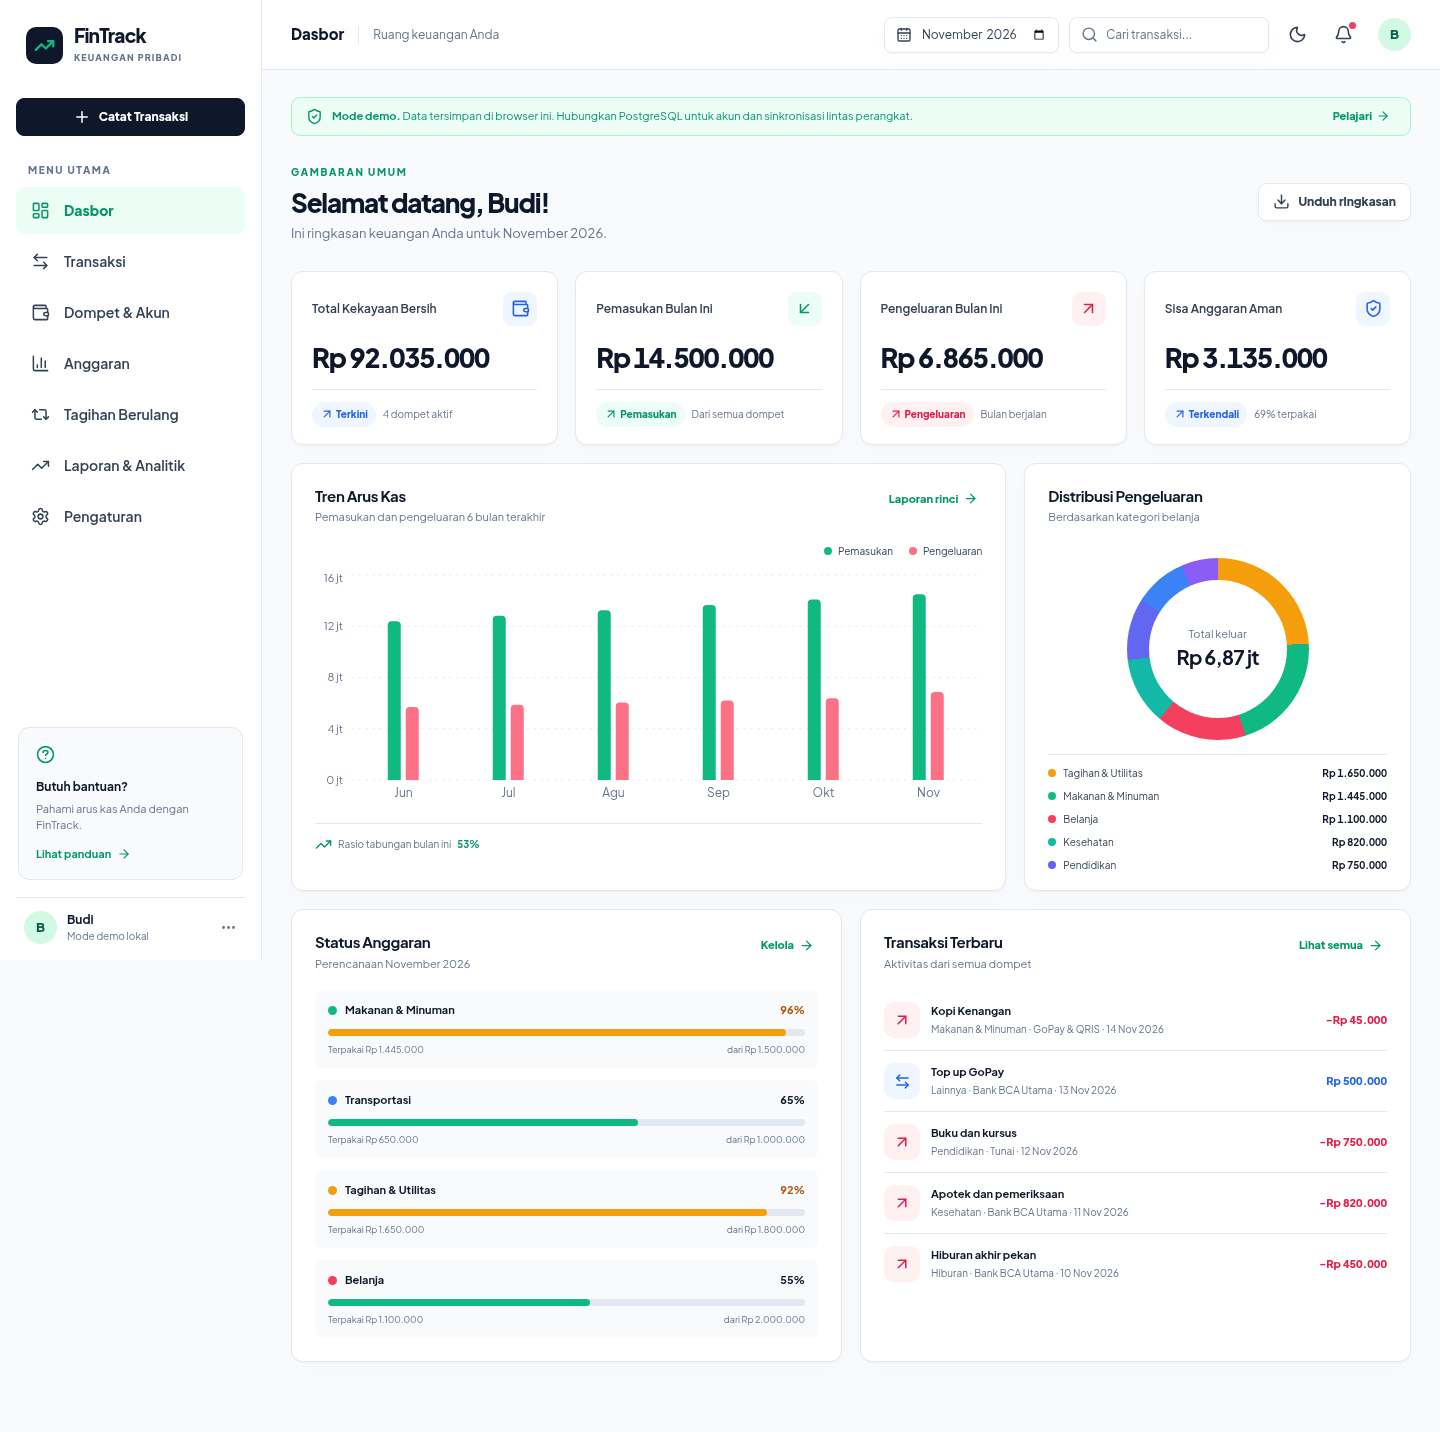 FinTrack
KEUANGAN PRIBADI
Catat Transaksi
MENU UTAMA
Dasbor
Transaksi
Dompet & Akun
Anggaran
Tagihan Berulang
Laporan & Analitik
Pengaturan
Butuh bantuan?
Pahami arus kas Anda dengan
FinTrack.
Lihat panduan
B
Budi
Mode demo lokal
Dasbor
Ruang keuangan Anda
November 2026
Cari transaksi...
B
Mode demo. Data tersimpan di browser ini. Hubungkan PostgreSQL untuk akun dan sinkronisasi lintas perangkat.
Pelajari
GAMBARAN UMUM
Selamat datang, Budi!
Ini ringkasan keuangan Anda untuk November 2026.
Unduh ringkasan
Total Kekayaan Bersih
Rp 92.035.000
Terkini
4 dompet aktif
Pemasukan Bulan Ini
Rp 14.500.000
Pemasukan
Dari semua dompet
Pengeluaran Bulan Ini
Rp 6.865.000
Pengeluaran
Bulan berjalan
Sisa Anggaran Aman
Rp 3.135.000
Terkendali
69% terpakai
Tren Arus Kas
Pemasukan dan pengeluaran 6 bulan terakhir
Laporan rinci
Pemasukan
Pengeluaran
16 jt
12 jt
8 jt
4 jt
0 jt
Jun
Jul
Agu
Sep
Okt
Nov
Rasio tabungan bulan ini 53%
Distribusi Pengeluaran
Berdasarkan kategori belanja
Total keluar
Rp 6,87 jt
Tagihan & Utilitas Rp 1.650.000
Makanan & Minuman Rp 1.445.000
Belanja Rp 1.100.000
Kesehatan Rp 820.000
Pendidikan Rp 750.000
Status Anggaran
Perencanaan November 2026
Kelola
Makanan & Minuman 96%
Terpakai Rp 1.445.000 dari Rp 1.500.000
Transportasi 65%
Terpakai Rp 650.000 dari Rp 1.000.000
Tagihan & Utilitas 92%
Terpakai Rp 1.650.000 dari Rp 1.800.000
Belanja 55%
Terpakai Rp 1.100.000 dari Rp 2.000.000
Transaksi Terbaru
Aktivitas dari semua dompet
Lihat semua
Kopi Kenangan
Makanan & Minuman · GoPay & QRIS · 14 Nov 2026
-Rp 45.000
Top up GoPay
Lainnya · Bank BCA Utama · 13 Nov 2026
Rp 500.000
Buku dan kursus
Pendidikan · Tunai · 12 Nov 2026
-Rp 750.000
Apotek dan pemeriksaan
Kesehatan · Bank BCA Utama · 11 Nov 2026
-Rp 820.000
Hiburan akhir pekan
Hiburan · Bank BCA Utama · 10 Nov 2026
-Rp 450.000